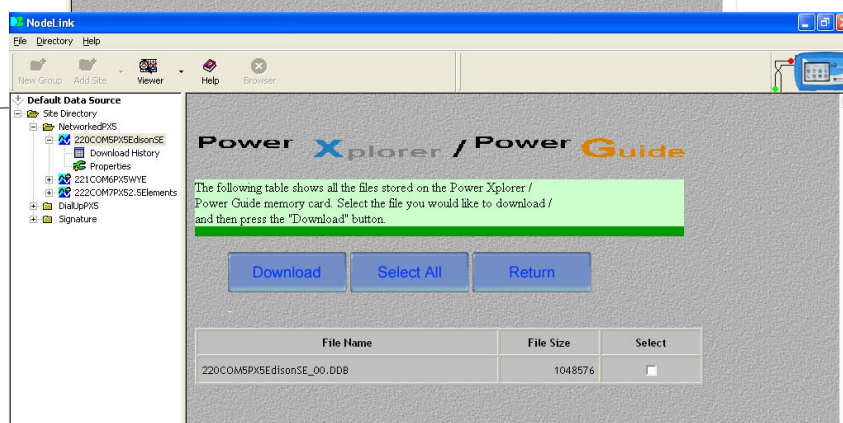 NodeLink
File Directory Help
New Group Add Site Viewer Help Browser
Default Data Source
Site Directory
NetworkedPX5
220COM5PX5EdisonSE
Download History
Properties
221COM6PX5WYE
222COM7PX52.5Elements
DialUpPX5
Signature
Power Xplorer / Power Guide
The following table shows all the files stored on the Power Xplorer /
Power Guide memory card. Select the file you would like to download /
and then press the "Download" button.
Download Select All Return
File Name File Size Select
220COM5PX5EdisonSE_00.DDB 1048576